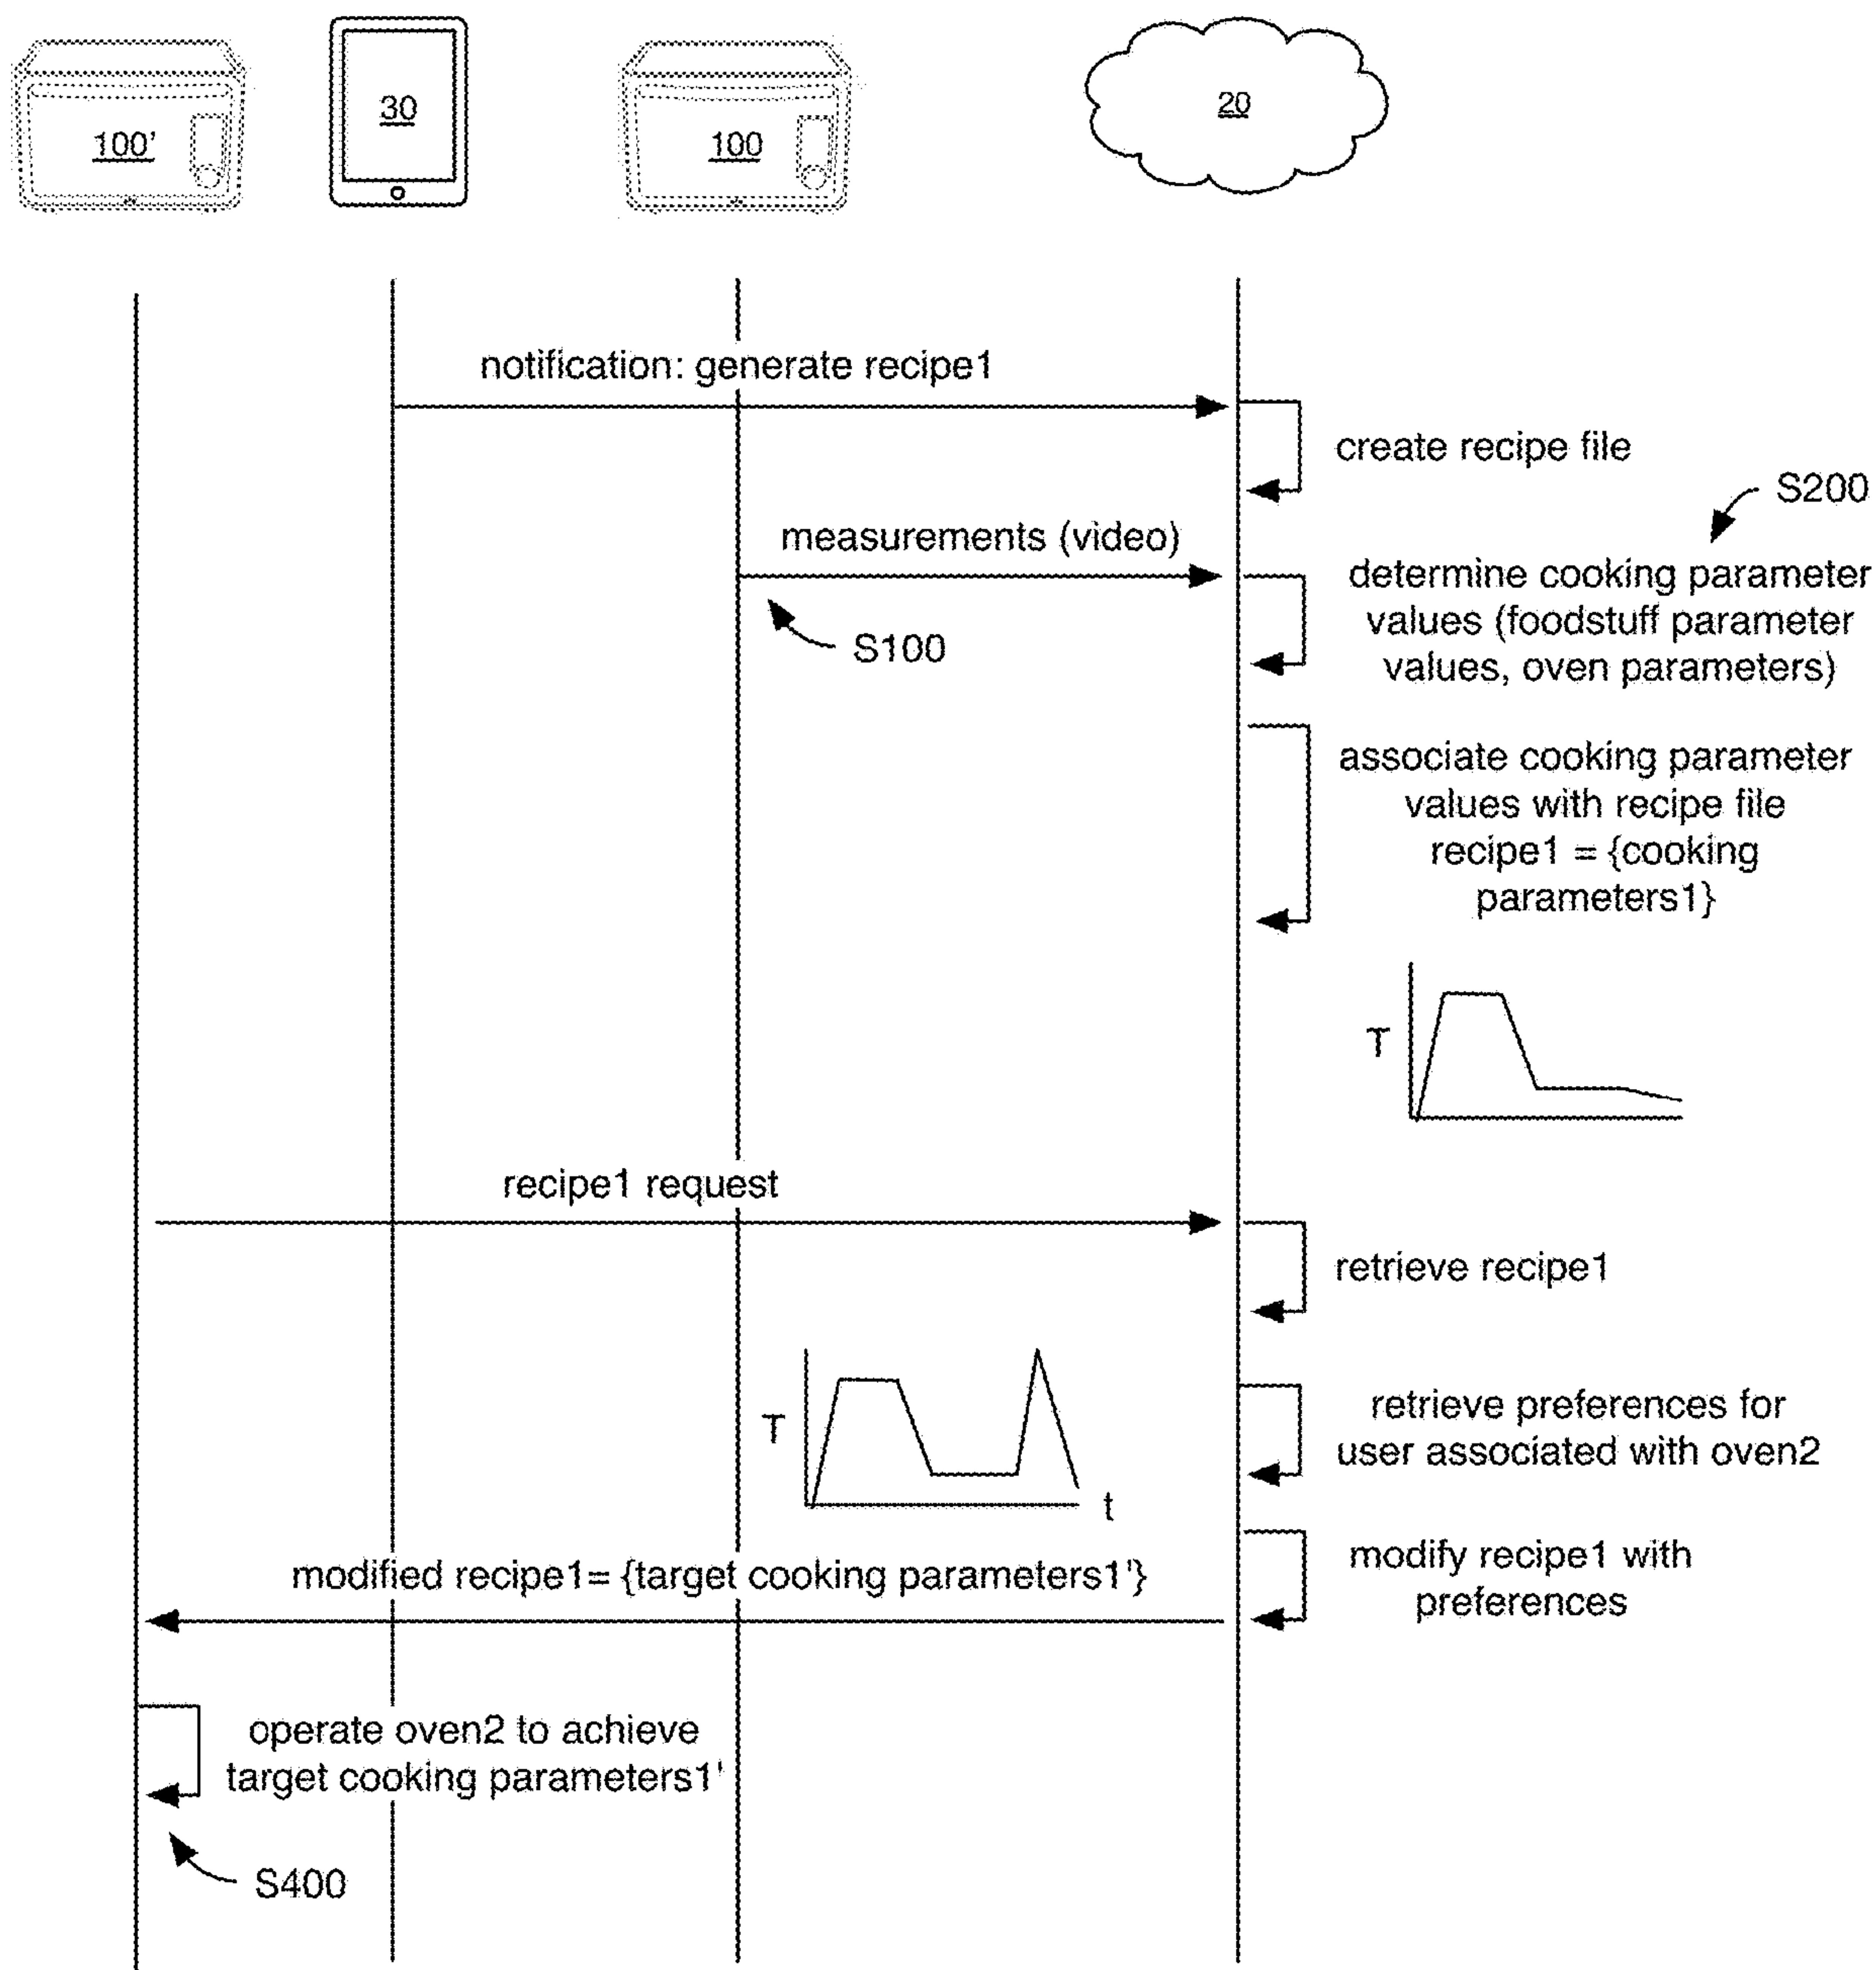 100'
30
100
20
notification: generate recipe1
create recipe file
S200
measurements (video)
determine cooking parameter
values (foodstuff parameter
values, oven parameters)
S100
associate cooking parameter
values with recipe file
recipe1 = {cooking
parameters1}
T
recipe1 request
retrieve recipe1
T
t
retrieve preferences for
user associated with oven2
modified recipe1= {target cooking parameters1'}
modify recipe1 with
preferences
operate oven2 to achieve
target cooking parameters1'
S400